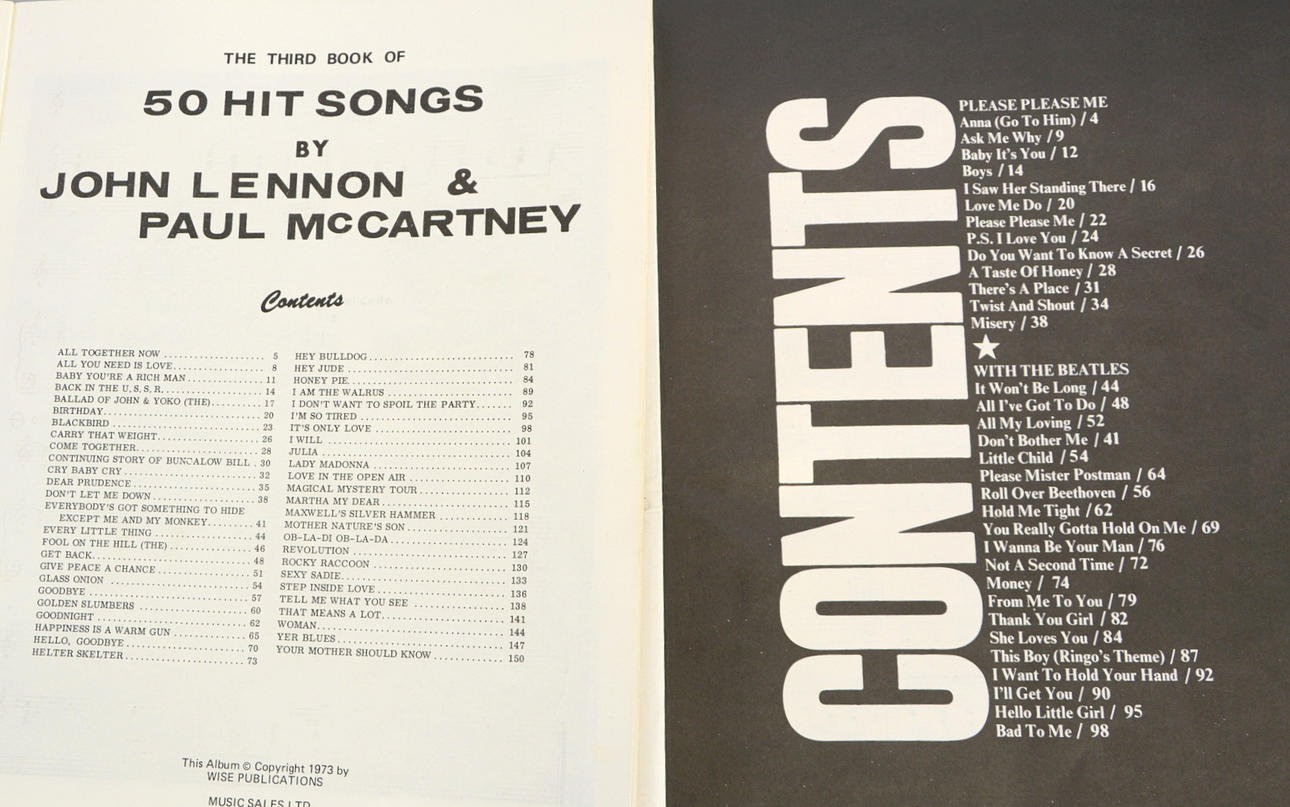 THE THIRD BOOK OF
50 HIT SONGS
BY
JOHN LENNON &
PAUL McCARTNEY
Contents
ALL TOGETHER NOW .................... 5
ALL YOU NEED IS LOVE.................... 8
BABY YOU'RE A RICH MAN.................... 11
BACK IN THE U.S.S.R..................... 14
BALLAD OF JOHN & YOKO (THE).................... 17
BIRTHDAY.................... 20
BLACKBIRD .................... 23
CARRY THAT WEIGHT.................... 26
COME TOGETHER.................... 28
CONTINUING STORY OF BUNGALOW BILL . 30
CRY BABY CRY .................... 32
DEAR PRUDENCE .................... 35
DON'T LET ME DOWN .................... 38
EVERYBODY'S GOT SOMETHING TO HIDE
EXCEPT ME AND MY MONKEY.................... 41
EVERY LITTLE THING .................... 44
FOOL ON THE HILL (THE) .................... 46
GET BACK.................... 48
GIVE PEACE A CHANCE .................... 51
GLASS ONION .................... 54
GOODBYE .................... 57
GOLDEN SLUMBERS .................... 60
GOODNIGHT .................... 62
HAPPINESS IS A WARM GUN .................... 65
HELLO, GOODBYE .................... 70
HELTER SKELTER .................... 73
HEY BULLDOG .................... 78
HEY JUDE .................... 81
HONEY PIE.................... 84
I AM THE WALRUS .................... 89
I DON'T WANT TO SPOIL THE PARTY....... 92
I'M SO TIRED .................... 95
IT'S ONLY LOVE .................... 98
I WILL .................... 101
JULIA .................... 104
LADY MADONNA .................... 107
LOVE IN THE OPEN AIR .................... 110
MAGICAL MYSTERY TOUR .................... 112
MARTHA MY DEAR .................... 115
MAXWELL'S SILVER HAMMER .................... 118
MOTHER NATURE'S SON .................... 121
OB-LA-DI OB-LA-DA .................... 124
REVOLUTION .................... 127
ROCKY RACCOON .................... 130
SEXY SADIE.................... 133
STEP INSIDE LOVE .................... 136
TELL ME WHAT YOU SEE .................... 138
THAT MEANS A LOT.................... 141
WOMAN.................... 144
YER BLUES .................... 147
YOUR MOTHER SHOULD KNOW .................... 150
This Album © Copyright 1973 by
WISE PUBLICATIONS
MUSIC SALES LTD
CONTENTS
PLEASE PLEASE ME
Anna (Go To Him) / 4
Ask Me Why / 9
Baby It's You / 12
Boys / 14
I Saw Her Standing There / 16
Love Me Do / 20
Please Please Me / 22
P.S. I Love You / 24
Do You Want To Know A Secret / 26
A Taste Of Honey / 28
There's A Place / 31
Twist And Shout / 34
Misery / 38
WITH THE BEATLES
It Won't Be Long / 44
All I've Got To Do / 48
All My Loving / 52
Don't Bother Me / 41
Little Child / 54
Please Mister Postman / 64
Roll Over Beethoven / 56
Hold Me Tight / 62
You Really Gotta Hold On Me / 69
I Wanna Be Your Man / 76
Not A Second Time / 72
Money / 74
From Me To You / 79
Thank You Girl / 82
She Loves You / 84
This Boy (Ringo's Theme) / 87
I Want To Hold Your Hand / 92
I'll Get You / 90
Hello Little Girl / 95
Bad To Me / 98